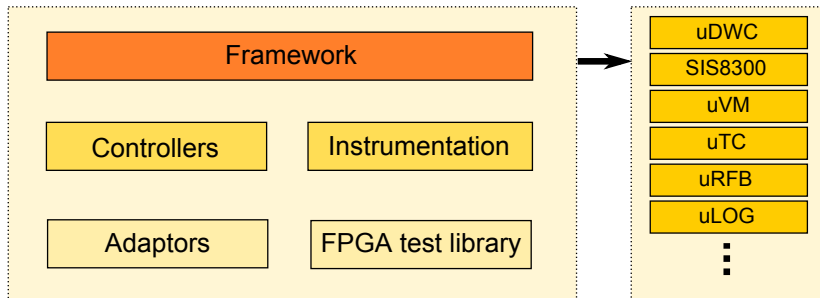 Framework
Controllers
Instrumentation
Adaptors
FPGA test library
uDWC
SIS8300
uVM
uTC
uRFB
uLOG